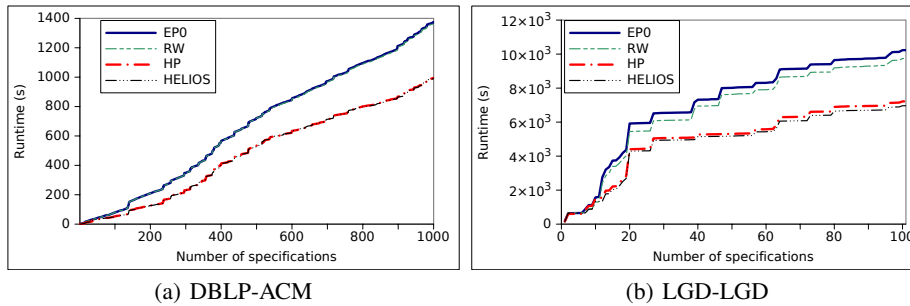 1400
1200
1000
800
600
400
200
0
Runtime (s)
EP0
RW
HP
HELIOS
200
400
600
800
1000
Number of specifications
(a) DBLP-ACM
12×10³
10×10³
8×10³
6×10³
4×10³
2×10³
0
Runtime (s)
EP0
RW
HP
HELIOS
0
20
40
60
80
100
Number of specifications
(b) LGD-LGD